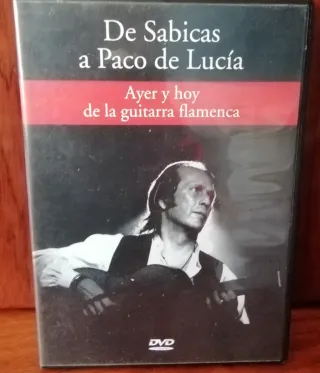 De Sabicas
a Paco de Lucía
Ayer y hoy
de la guitarra flamenca
DVD